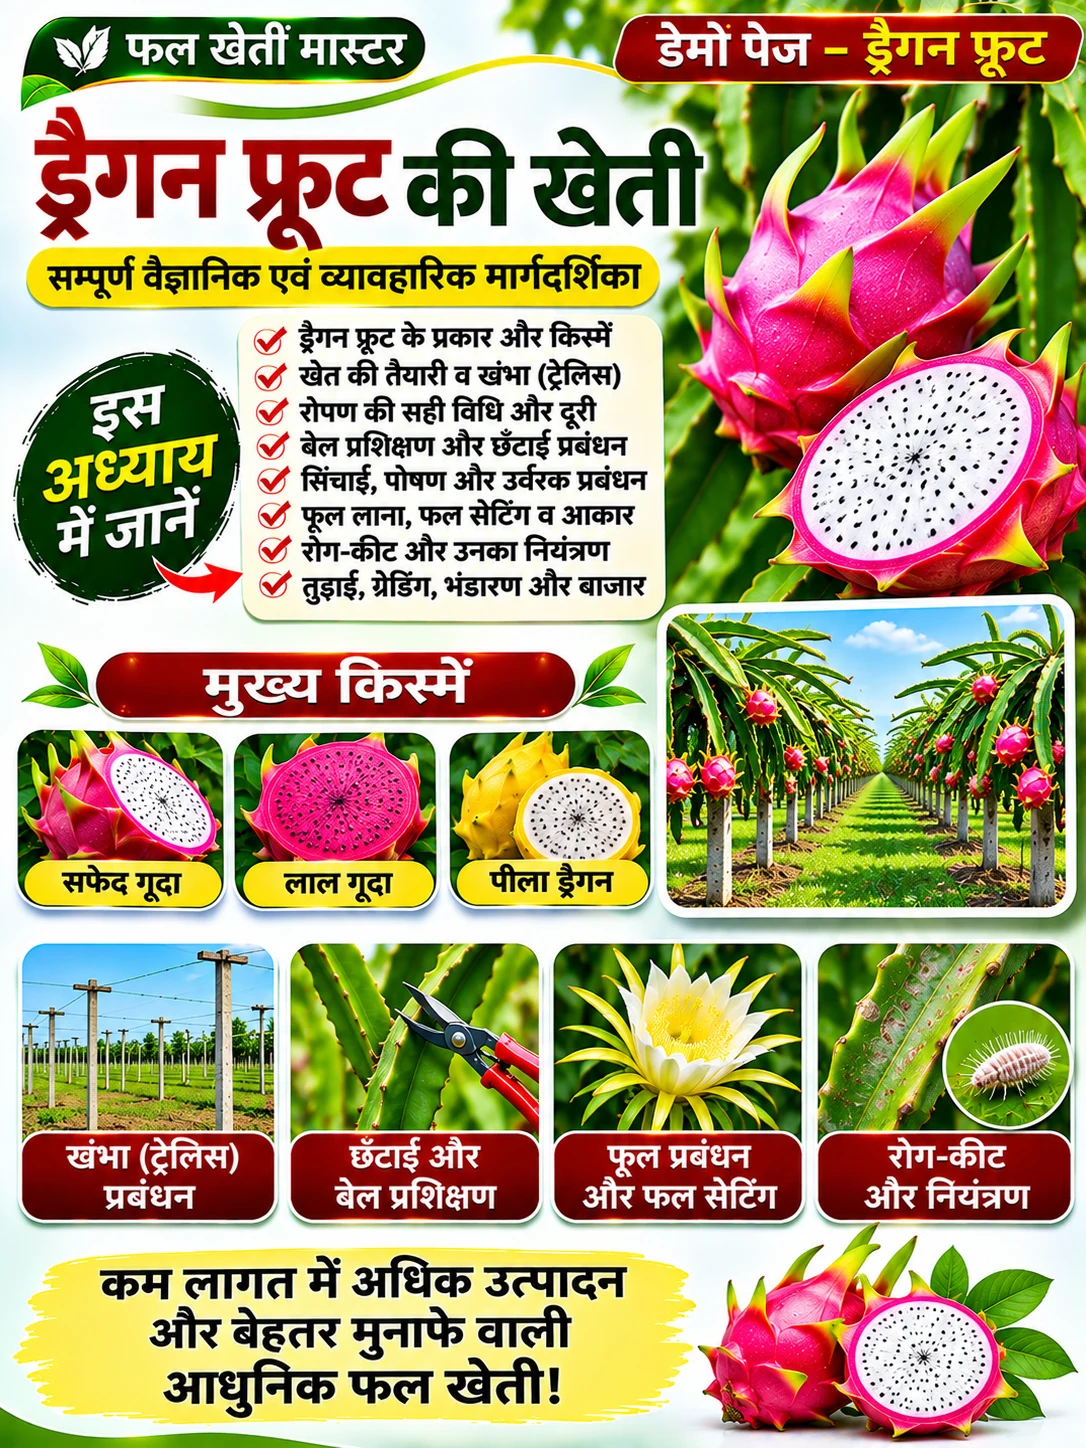 फल खेतीं मास्टर
डेमों पेज – ड्रैगन फ्रूट
ड्रैगन फ्रूट की खेती
सम्पूर्ण वैज्ञानिक एवं व्यावहारिक मार्गदर्शिका
इस
अध्याय
में जानें
ड्रैगन फ्रूट के प्रकार और किस्में
खेत की तैयारी व खंभा (ट्रेलिस)
रोपण की सही विधि और दूरी
बेल प्रशिक्षण और छँटाई प्रबंधन
सिंचाई, पोषण और उर्वरक प्रबंधन
फूल लाना, फल सेटिंग व आकार
रोग-कीट और उनका नियंत्रण
तुड़ाई, ग्रेडिंग, भंडारण और बाजार
मुख्य किस्में
सफेद गूदा
लाल गूदा
पीला ड्रैगन
खंभा (ट्रेलिस)
प्रबंधन
छँटाई और
बेल प्रशिक्षण
फूल प्रबंधन
और फल सेटिंग
रोग-कीट
और नियंत्रण
कम लागत में अधिक उत्पादन
और बेहतर मुनाफे वाली
आधुनिक फल खेती!